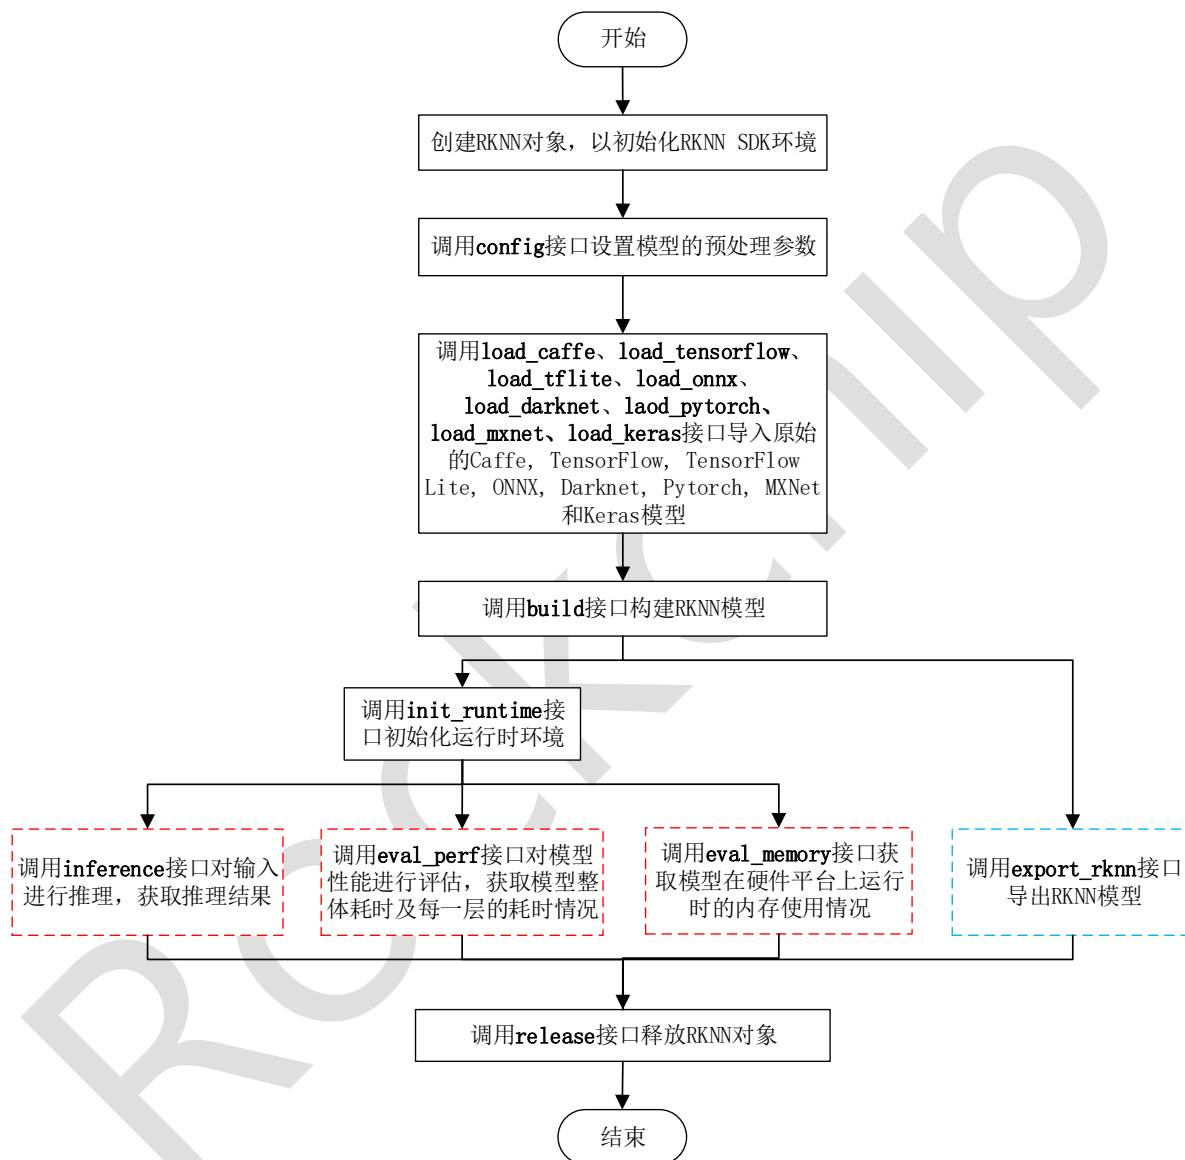 开始
创建RKNN对象，以初始化RKNN SDK环境
调用config接口设置模型的预处理参数
调用load_caffe、load_tensorflow、
load_tflite、load_onnx、
load_darknet、laod_pytorch、
load_mxnet、load_keras接口导入原始
的Caffe, TensorFlow, TensorFlow
Lite, ONNX, Darknet, Pytorch, MXNet
和Keras模型
调用build接口构建RKNN模型
调用init_runtime接
口初始化运行时环境
调用inference接口对输入
进行推理，获取推理结果
调用eval_perf接口对模型
性能进行评估，获取模型整
体耗时及每一层的耗时情况
调用eval_memory接口获
取模型在硬件平台上运行
时的内存使用情况
调用export_rknn接口
导出RKNN模型
调用release接口释放RKNN对象
结束
Rockchip